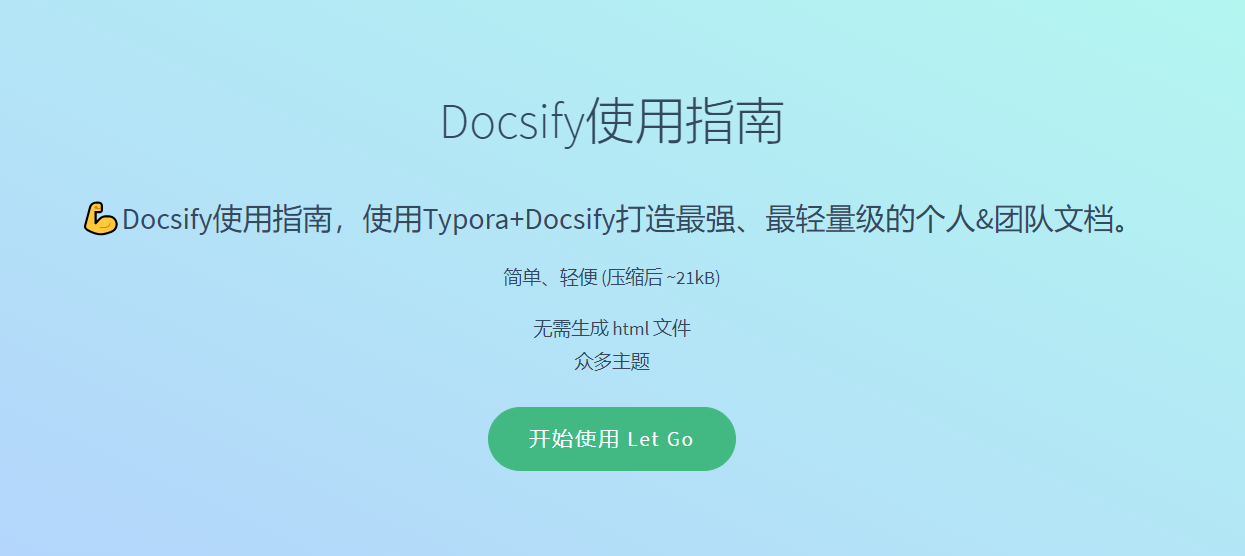 Docsify使用指南
💪Docsify使用指南，使用Typora+Docsify打造最强、最轻量级的个人&团队文档。
简单、轻便 (压缩后 ~21kB)
无需生成 html 文件
众多主题
开始使用 Let Go